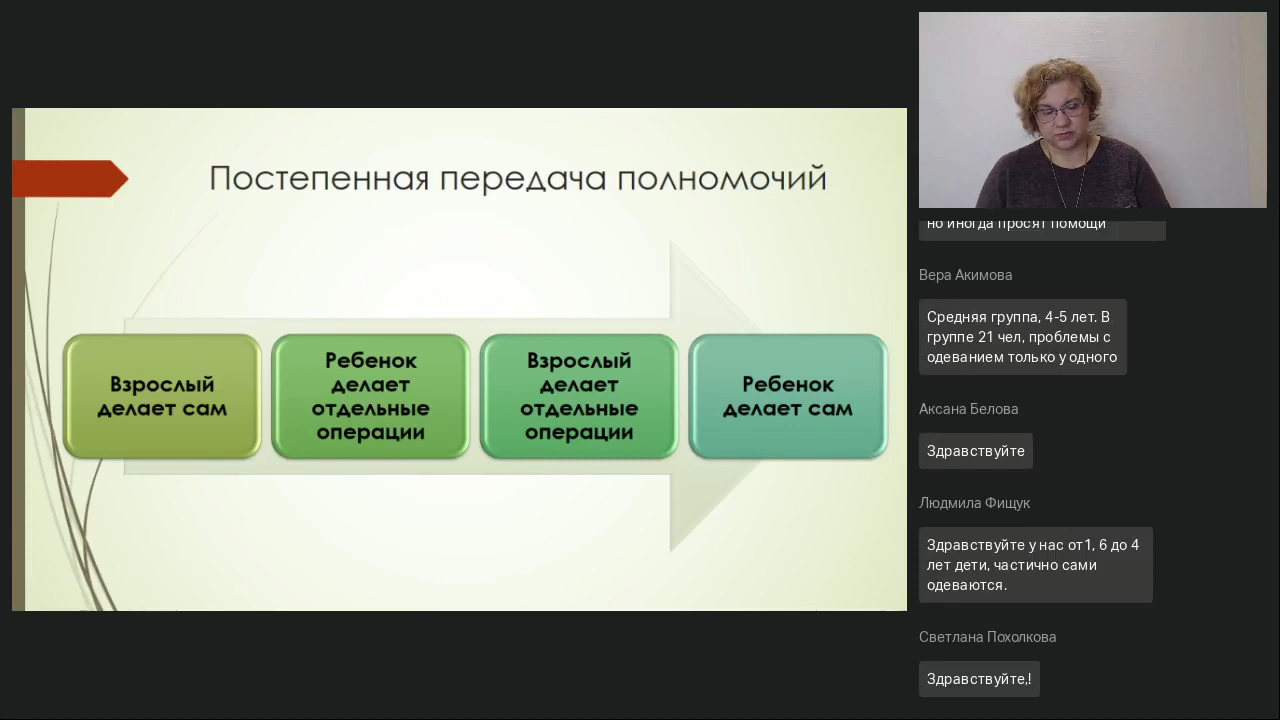 Постепенная передача полномочий
Взрослый
делает сам
Ребенок
делает
отдельные
операции
Взрослый
делает
отдельные
операции
Ребенок
делает сам
но иногда просят помощи
Вера Акимова
Средняя группа, 4-5 лет. В
группе 21 чел, проблемы с
одеванием только у одного
Аксана Белова
Здравствуйте
Людмила Фищук
Здравствуйте у нас от1, 6 до 4
лет дети, частично сами
одеваются.
Светлана Похолкова
Здравствуйте,!